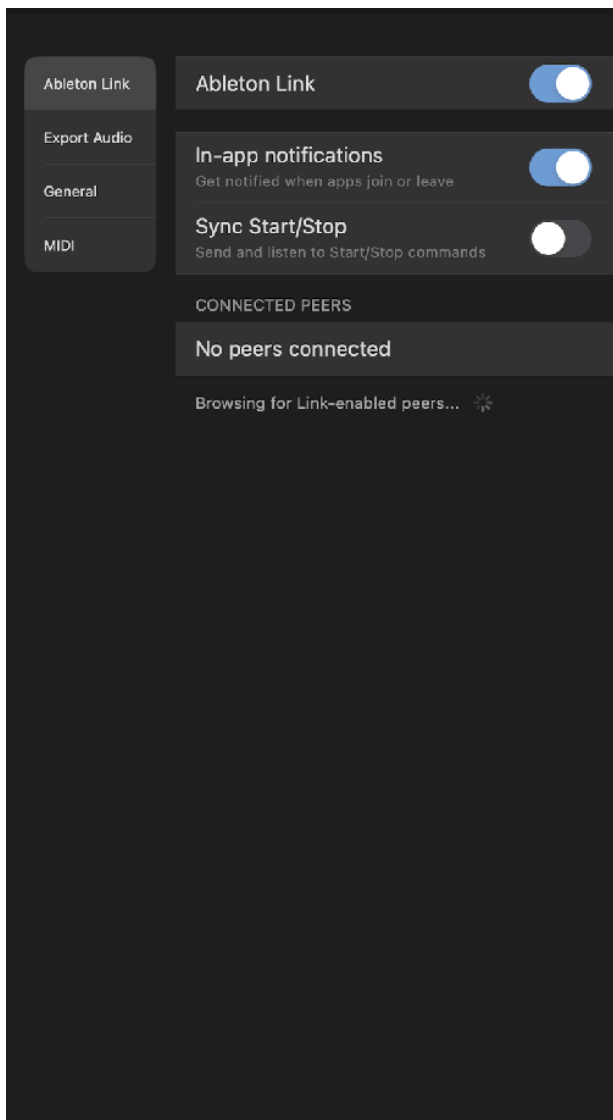 Ableton Link
Export Audio
General
MIDI
Ableton Link
In-app notifications
Get notified when apps join or leave
Sync Start/Stop
Send and listen to Start/Stop commands
CONNECTED PEERS
No peers connected
Browsing for Link-enabled peers...